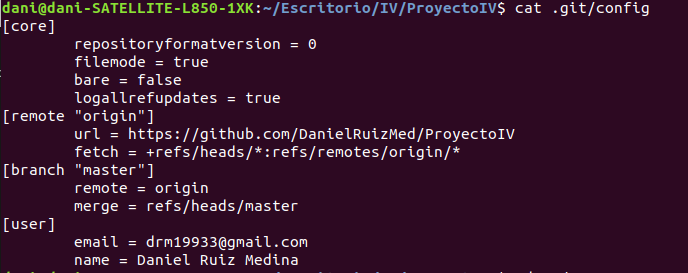 dani@dani-SATELLITE-L850-1XK:~/Escritorio/IV/ProyectoIV$ cat .git/config
[core]
        repositoryformatversion = 0
        filemode = true
        bare = false
        logallrefupdates = true
[remote "origin"]
        url = https://github.com/DanielRuizMed/ProyectoIV
        fetch = +refs/heads/*:refs/remotes/origin/*
[branch "master"]
        remote = origin
        merge = refs/heads/master
[user]
        email = drm19933@gmail.com
        name = Daniel Ruiz Medina